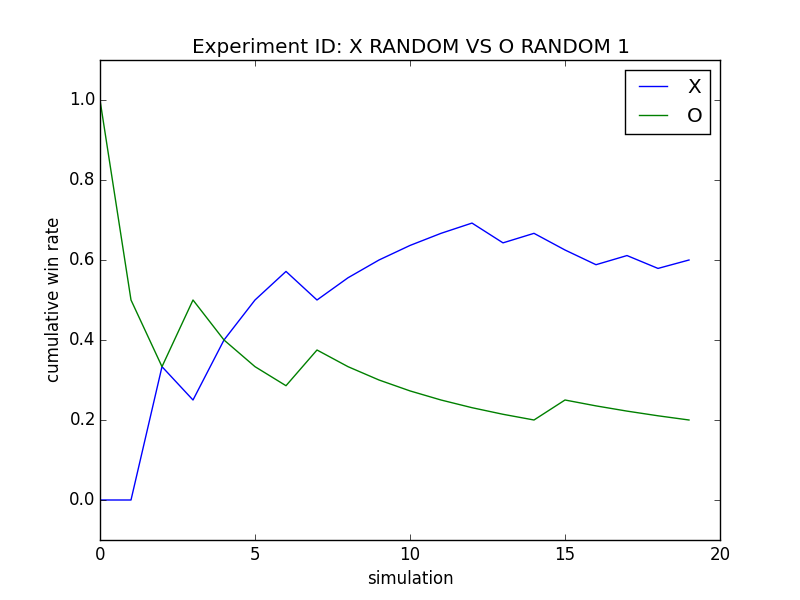 Experiment ID: X RANDOM VS O RANDOM 1
X
O
1.0
0.8
0.6
0.4
0.2
0.0
cumulative win rate
0 5 10 15 20
simulation